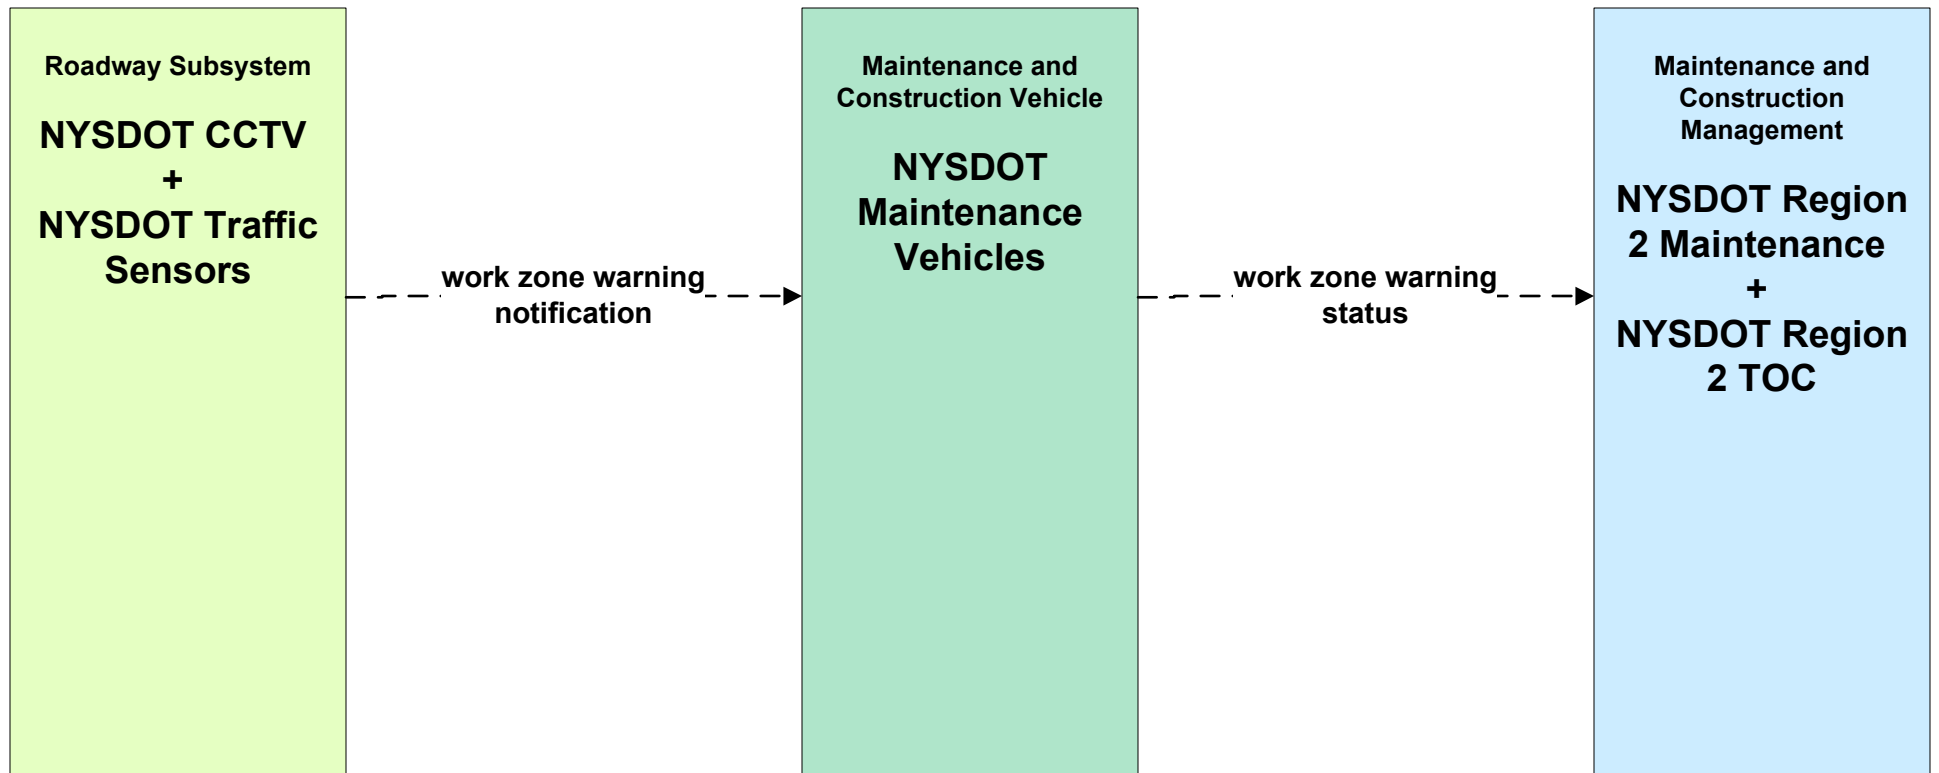 Roadway Subsystem
NYSDOT CCTV
+
NYSDOT Traffic
Sensors
work zone warning
notification
Maintenance and
Construction Vehicle
NYSDOT
Maintenance
Vehicles
work zone warning
status
Maintenance and
Construction
Management
NYSDOT Region
2 Maintenance
+
NYSDOT Region
2 TOC